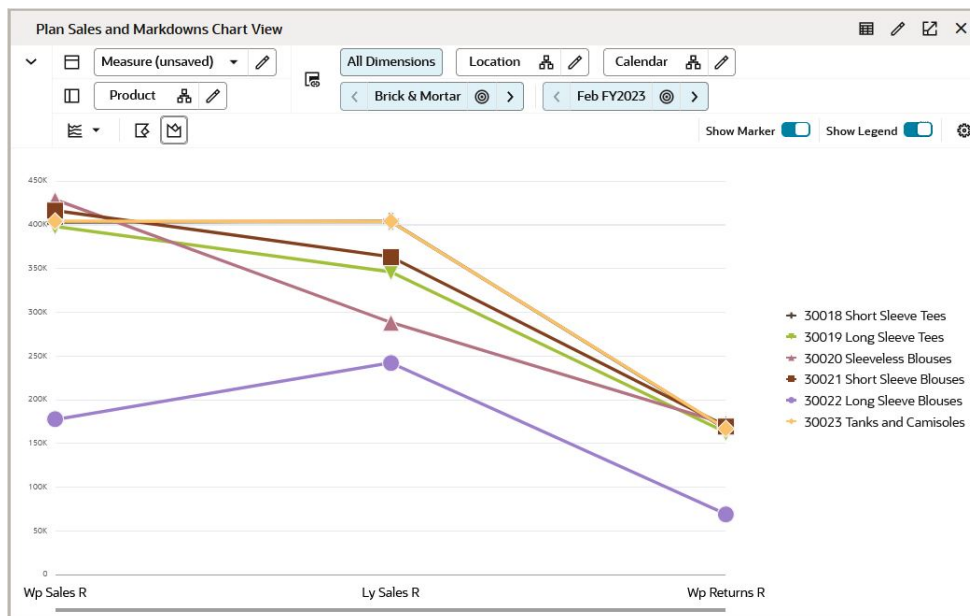 Plan Sales and Markdowns Chart View
Measure (unsaved)
All Dimensions
Location
Calendar
Product
Brick & Mortar
Feb FY2023
Show Marker
Show Legend
450K
400K
350K
300K
250K
200K
150K
100K
50K
0
Wp Sales R
Ly Sales R
Wp Returns R
30018 Short Sleeve Tees
30019 Long Sleeve Tees
30020 Sleeveless Blouses
30021 Short Sleeve Blouses
30022 Long Sleeve Blouses
30023 Tanks and Camisoles